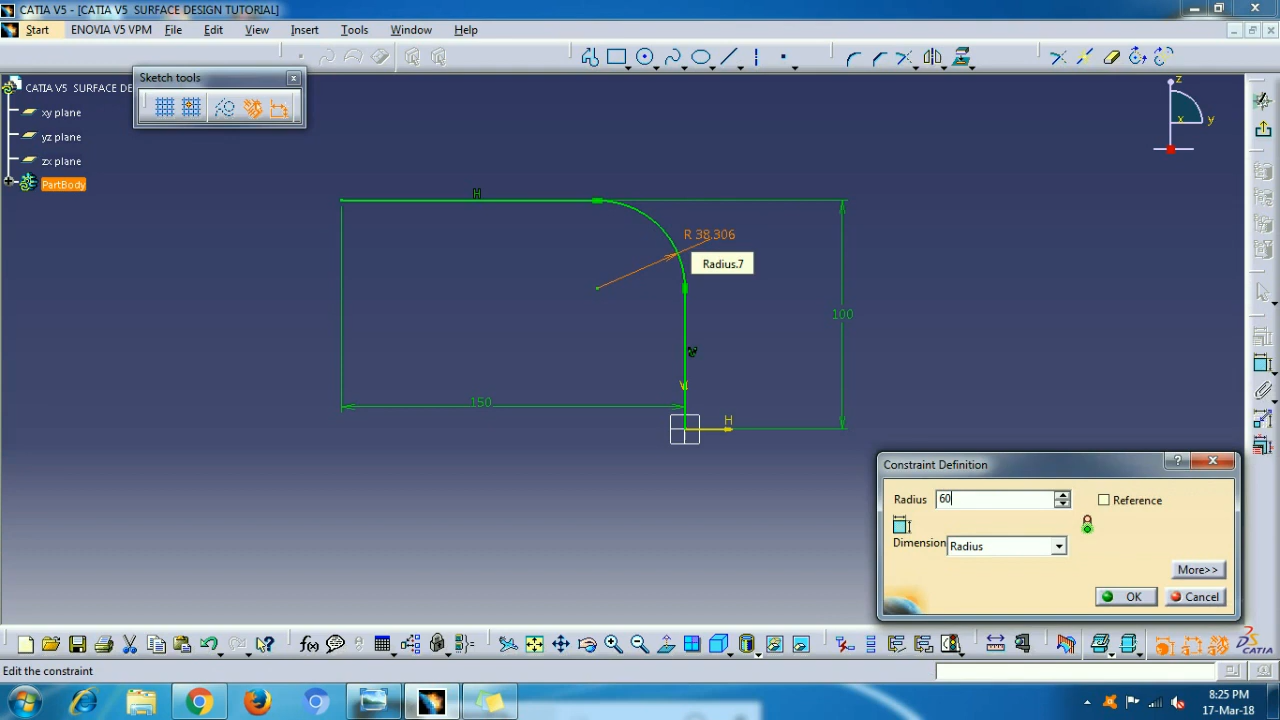 CATIA V5 - [CATIA V5  SURFACE DESIGN TUTORIAL]
Start ENOVIA V5 VPM File Edit View Insert Tools Window Help
Sketch tools
CATIA V5  SURFACE DE
xy plane
yz plane
zx plane
PartBody
z
x
y
H
R 38.306
Radius.7
100
V
150
H
Constraint Definition
Radius 60
Reference
Dimension Radius
More>>
OK Cancel
f(x)
CATIA
Edit the constraint
8:25 PM
17-Mar-18